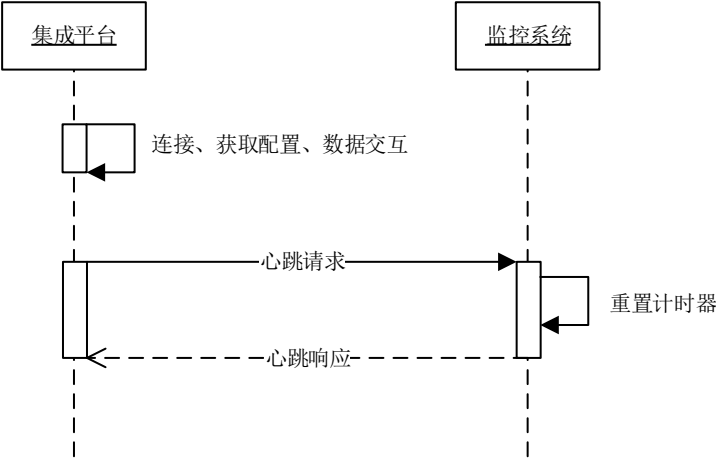 集成平台
监控系统
连接、获取配置、数据交互
心跳请求
重置计时器
心跳响应